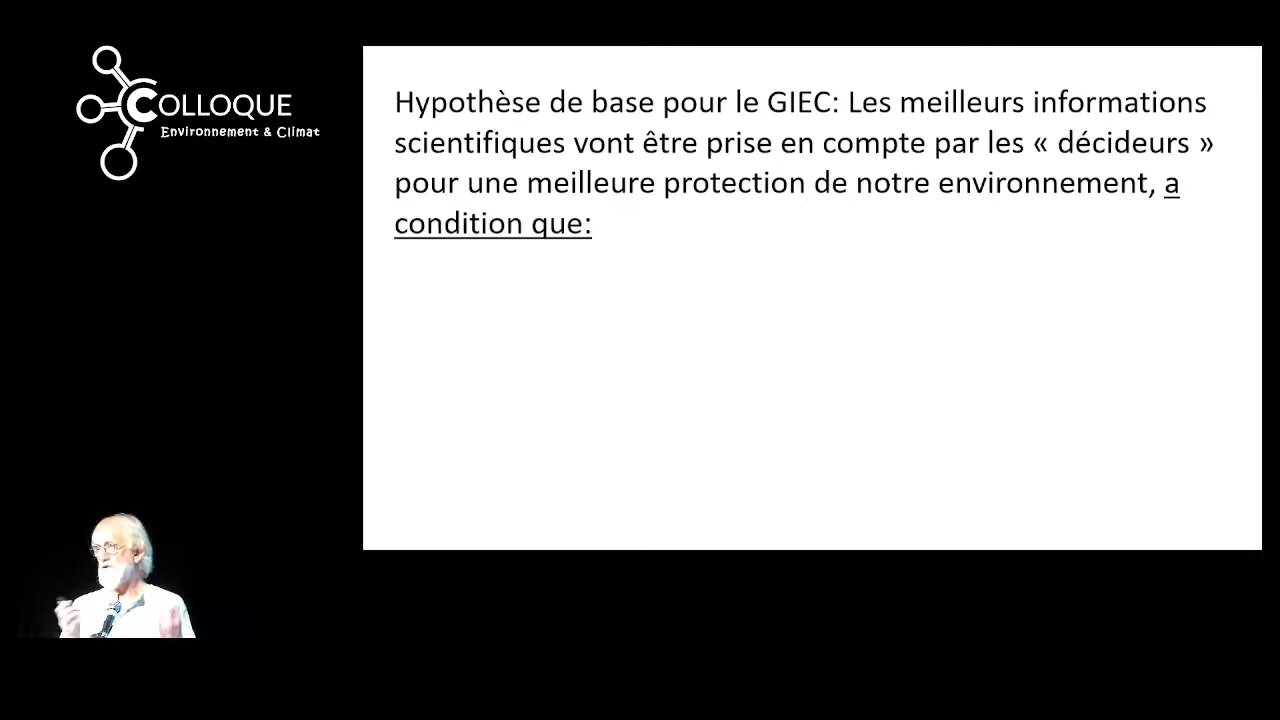 COLLOQUE
Environnement & Climat
Hypothèse de base pour le GIEC: Les meilleurs informations
scientifiques vont être prise en compte par les « décideurs »
pour une meilleure protection de notre environnement, a
condition que: